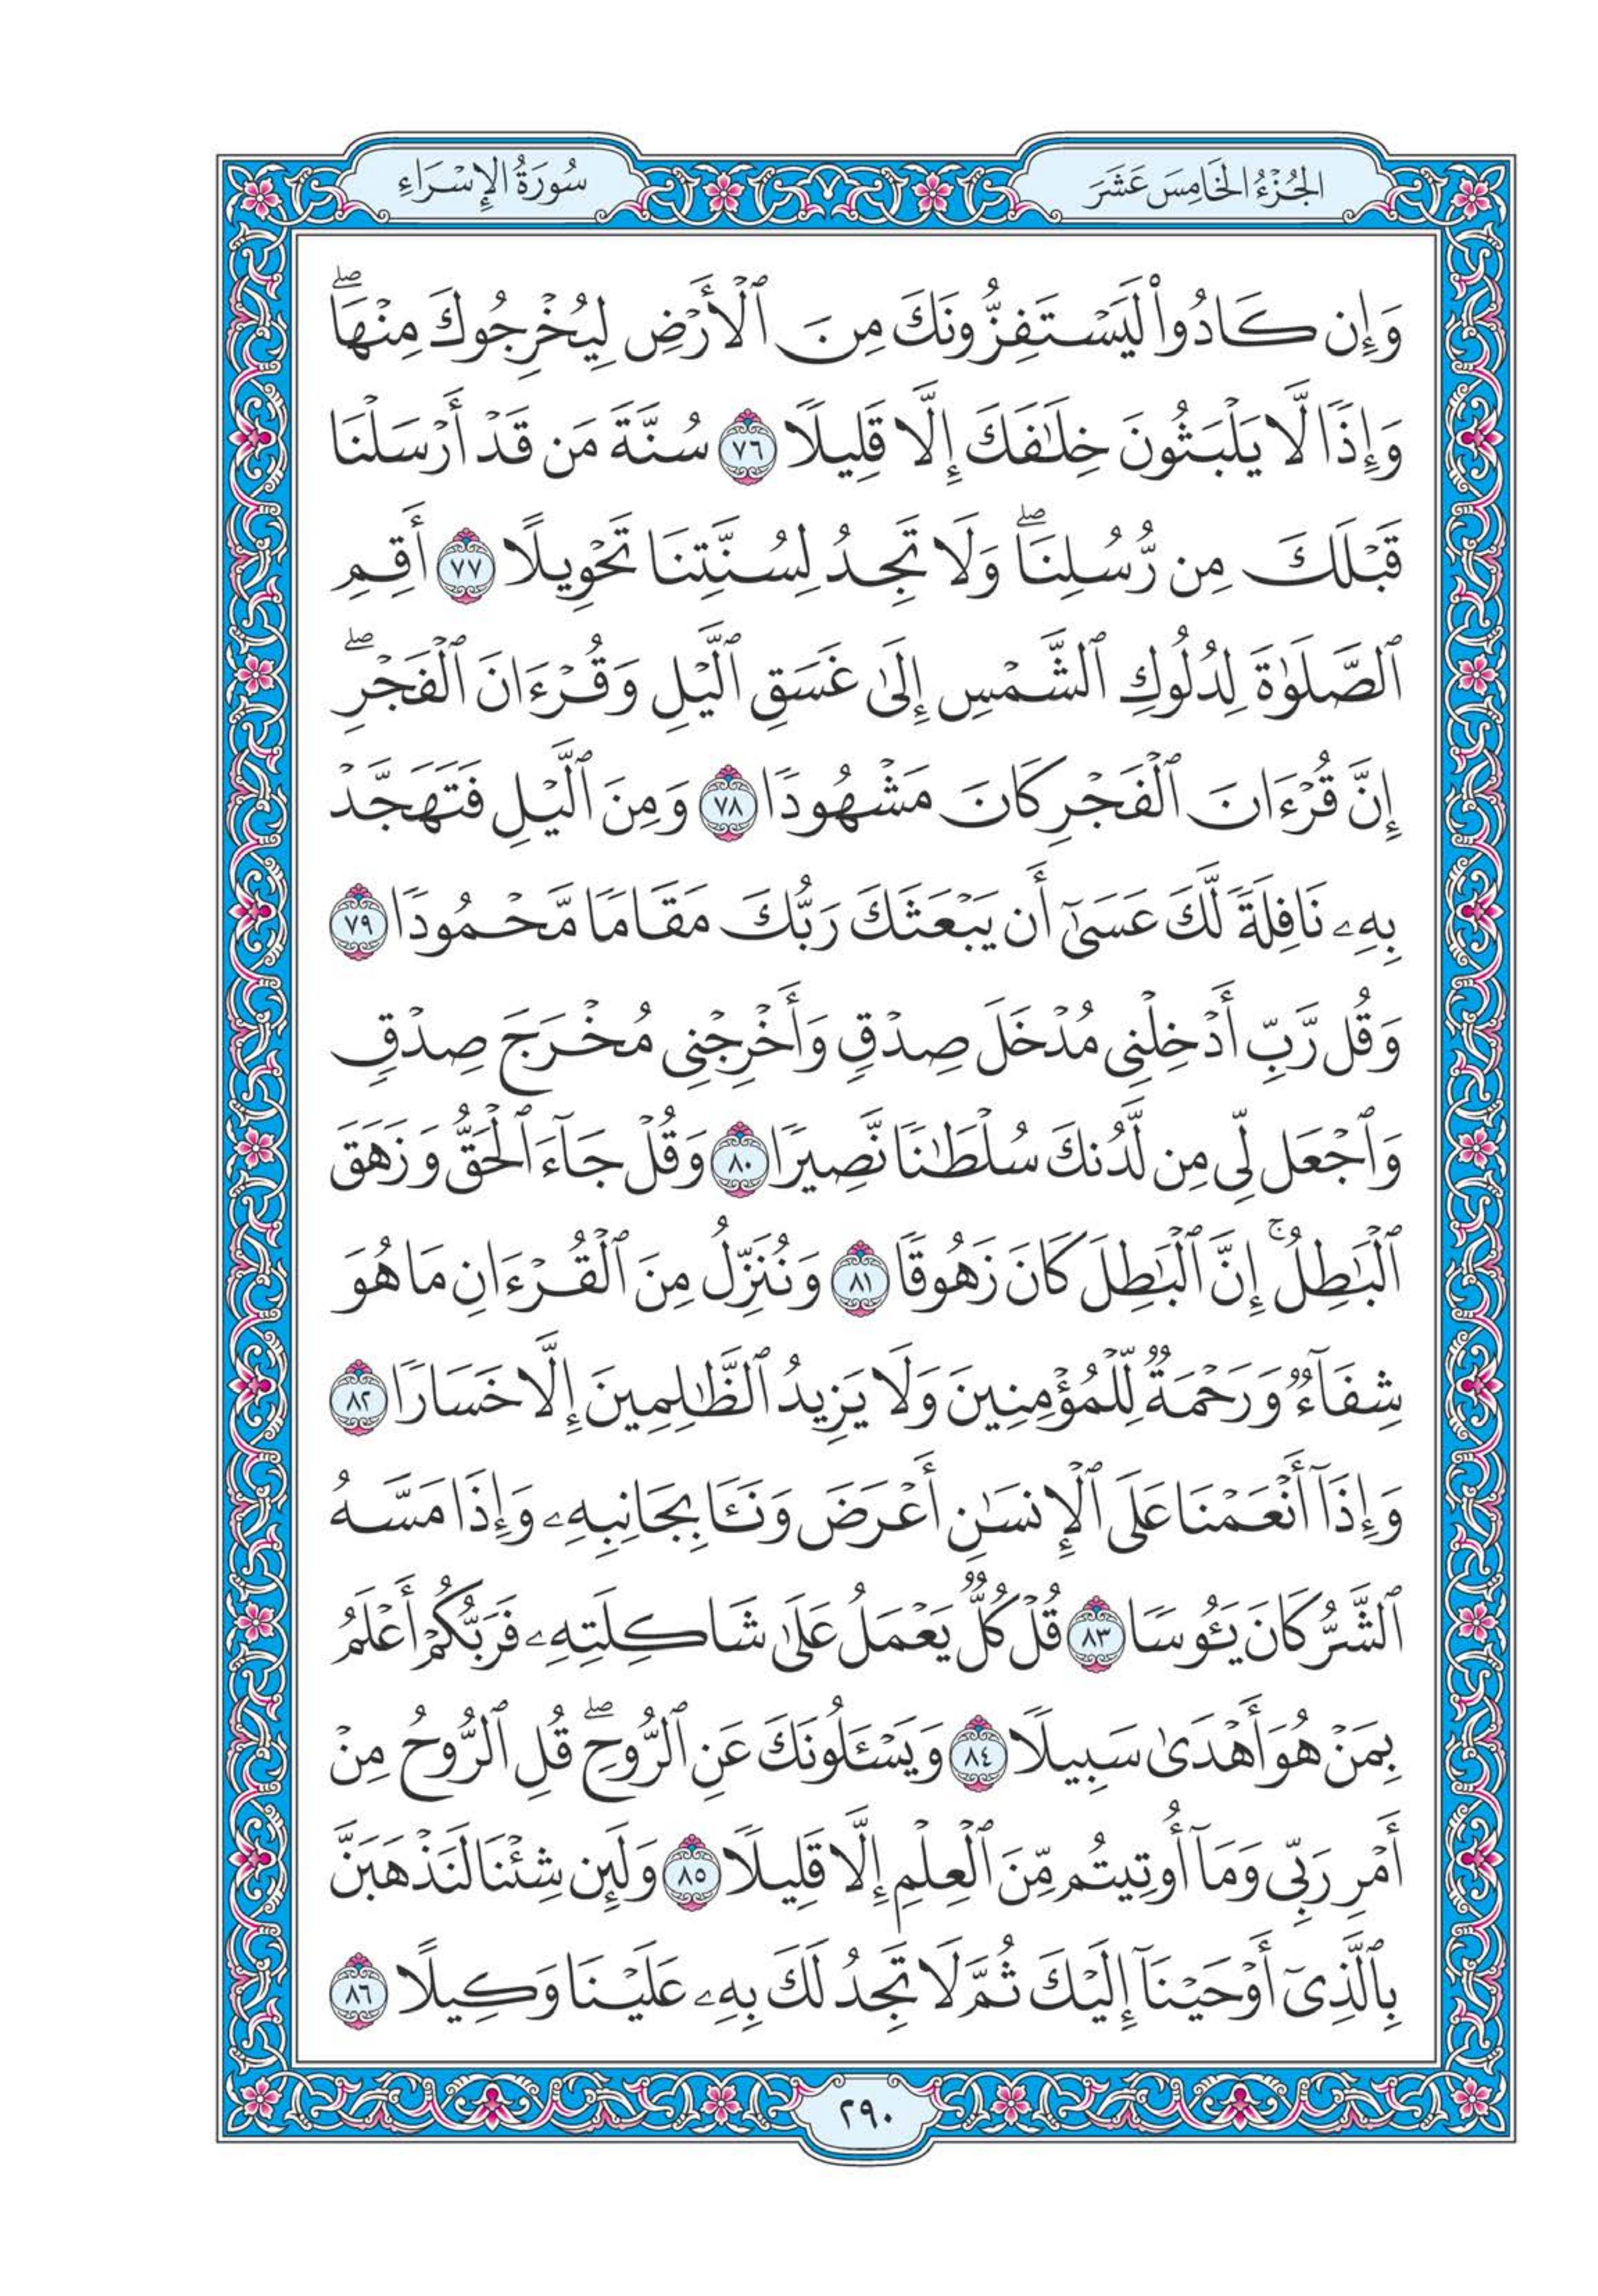 الجُزْءُ الخَامِسَ عَشَرَ
سُورَةُ الإِسْرَاءِ
وَإِن كَادُوا۟ لَيَسْتَفِزُّونَكَ مِنَ ٱلْأَرْضِ لِيُخْرِجُوكَ مِنْهَاۖ
وَإِذًا لَّا يَلْبَثُونَ خِلَٰفَكَ إِلَّا قَلِيلًا ٧٦ سُنَّةَ مَن قَدْ أَرْسَلْنَا
قَبْلَكَ مِن رُّسُلِنَاۖ وَلَا تَجِدُ لِسُنَّتِنَا تَحْوِيلًا ٧٧ أَقِمِ
ٱلصَّلَوٰةَ لِدُلُوكِ ٱلشَّمْسِ إِلَىٰ غَسَقِ ٱلَّيْلِ وَقُرْءَانَ ٱلْفَجْرِۖ
إِنَّ قُرْءَانَ ٱلْفَجْرِ كَانَ مَشْهُودًا ٧٨ وَمِنَ ٱلَّيْلِ فَتَهَجَّدْ
بِهِۦ نَافِلَةً لَّكَ عَسَىٰٓ أَن يَبْعَثَكَ رَبُّكَ مَقَامًا مَّحْمُودًا ٧٩
وَقُل رَّبِّ أَدْخِلْنِى مُدْخَلَ صِدْقٍ وَأَخْرِجْنِى مُخْرَجَ صِدْقٍ
وَٱجْعَل لِّى مِن لَّدُنكَ سُلْطَٰنًا نَّصِيرًا ٨٠ وَقُلْ جَآءَ ٱلْحَقُّ وَزَهَقَ
ٱلْبَٰطِلُۚ إِنَّ ٱلْبَٰطِلَ كَانَ زَهُوقًا ٨١ وَنُنَزِّلُ مِنَ ٱلْقُرْءَانِ مَا هُوَ
شِفَآءٌ وَرَحْمَةٌ لِّلْمُؤْمِنِينَ وَلَا يَزِيدُ ٱلظَّٰلِمِينَ إِلَّا خَسَارًا ٨٢
وَإِذَآ أَنْعَمْنَا عَلَى ٱلْإِنسَٰنِ أَعْرَضَ وَنَـَٔا بِجَانِبِهِۦ وَإِذَا مَسَّهُ
ٱلشَّرُّ كَانَ يَـُٔوسًا ٨٣ قُلْ كُلٌّ يَعْمَلُ عَلَىٰ شَاكِلَتِهِۦ فَرَبُّكُمْ أَعْلَمُ
بِمَنْ هُوَ أَهْدَىٰ سَبِيلًا ٨٤ وَيَسْـَٔلُونَكَ عَنِ ٱلرُّوحِۖ قُلِ ٱلرُّوحُ مِنْ
أَمْرِ رَبِّى وَمَآ أُوتِيتُم مِّنَ ٱلْعِلْمِ إِلَّا قَلِيلًا ٨٥ وَلَئِن شِئْنَا لَنَذْهَبَنَّ
بِٱلَّذِىٓ أَوْحَيْنَآ إِلَيْكَ ثُمَّ لَا تَجِدُ لَكَ بِهِۦ عَلَيْنَا وَكِيلًا ٨٦
٢٩٠